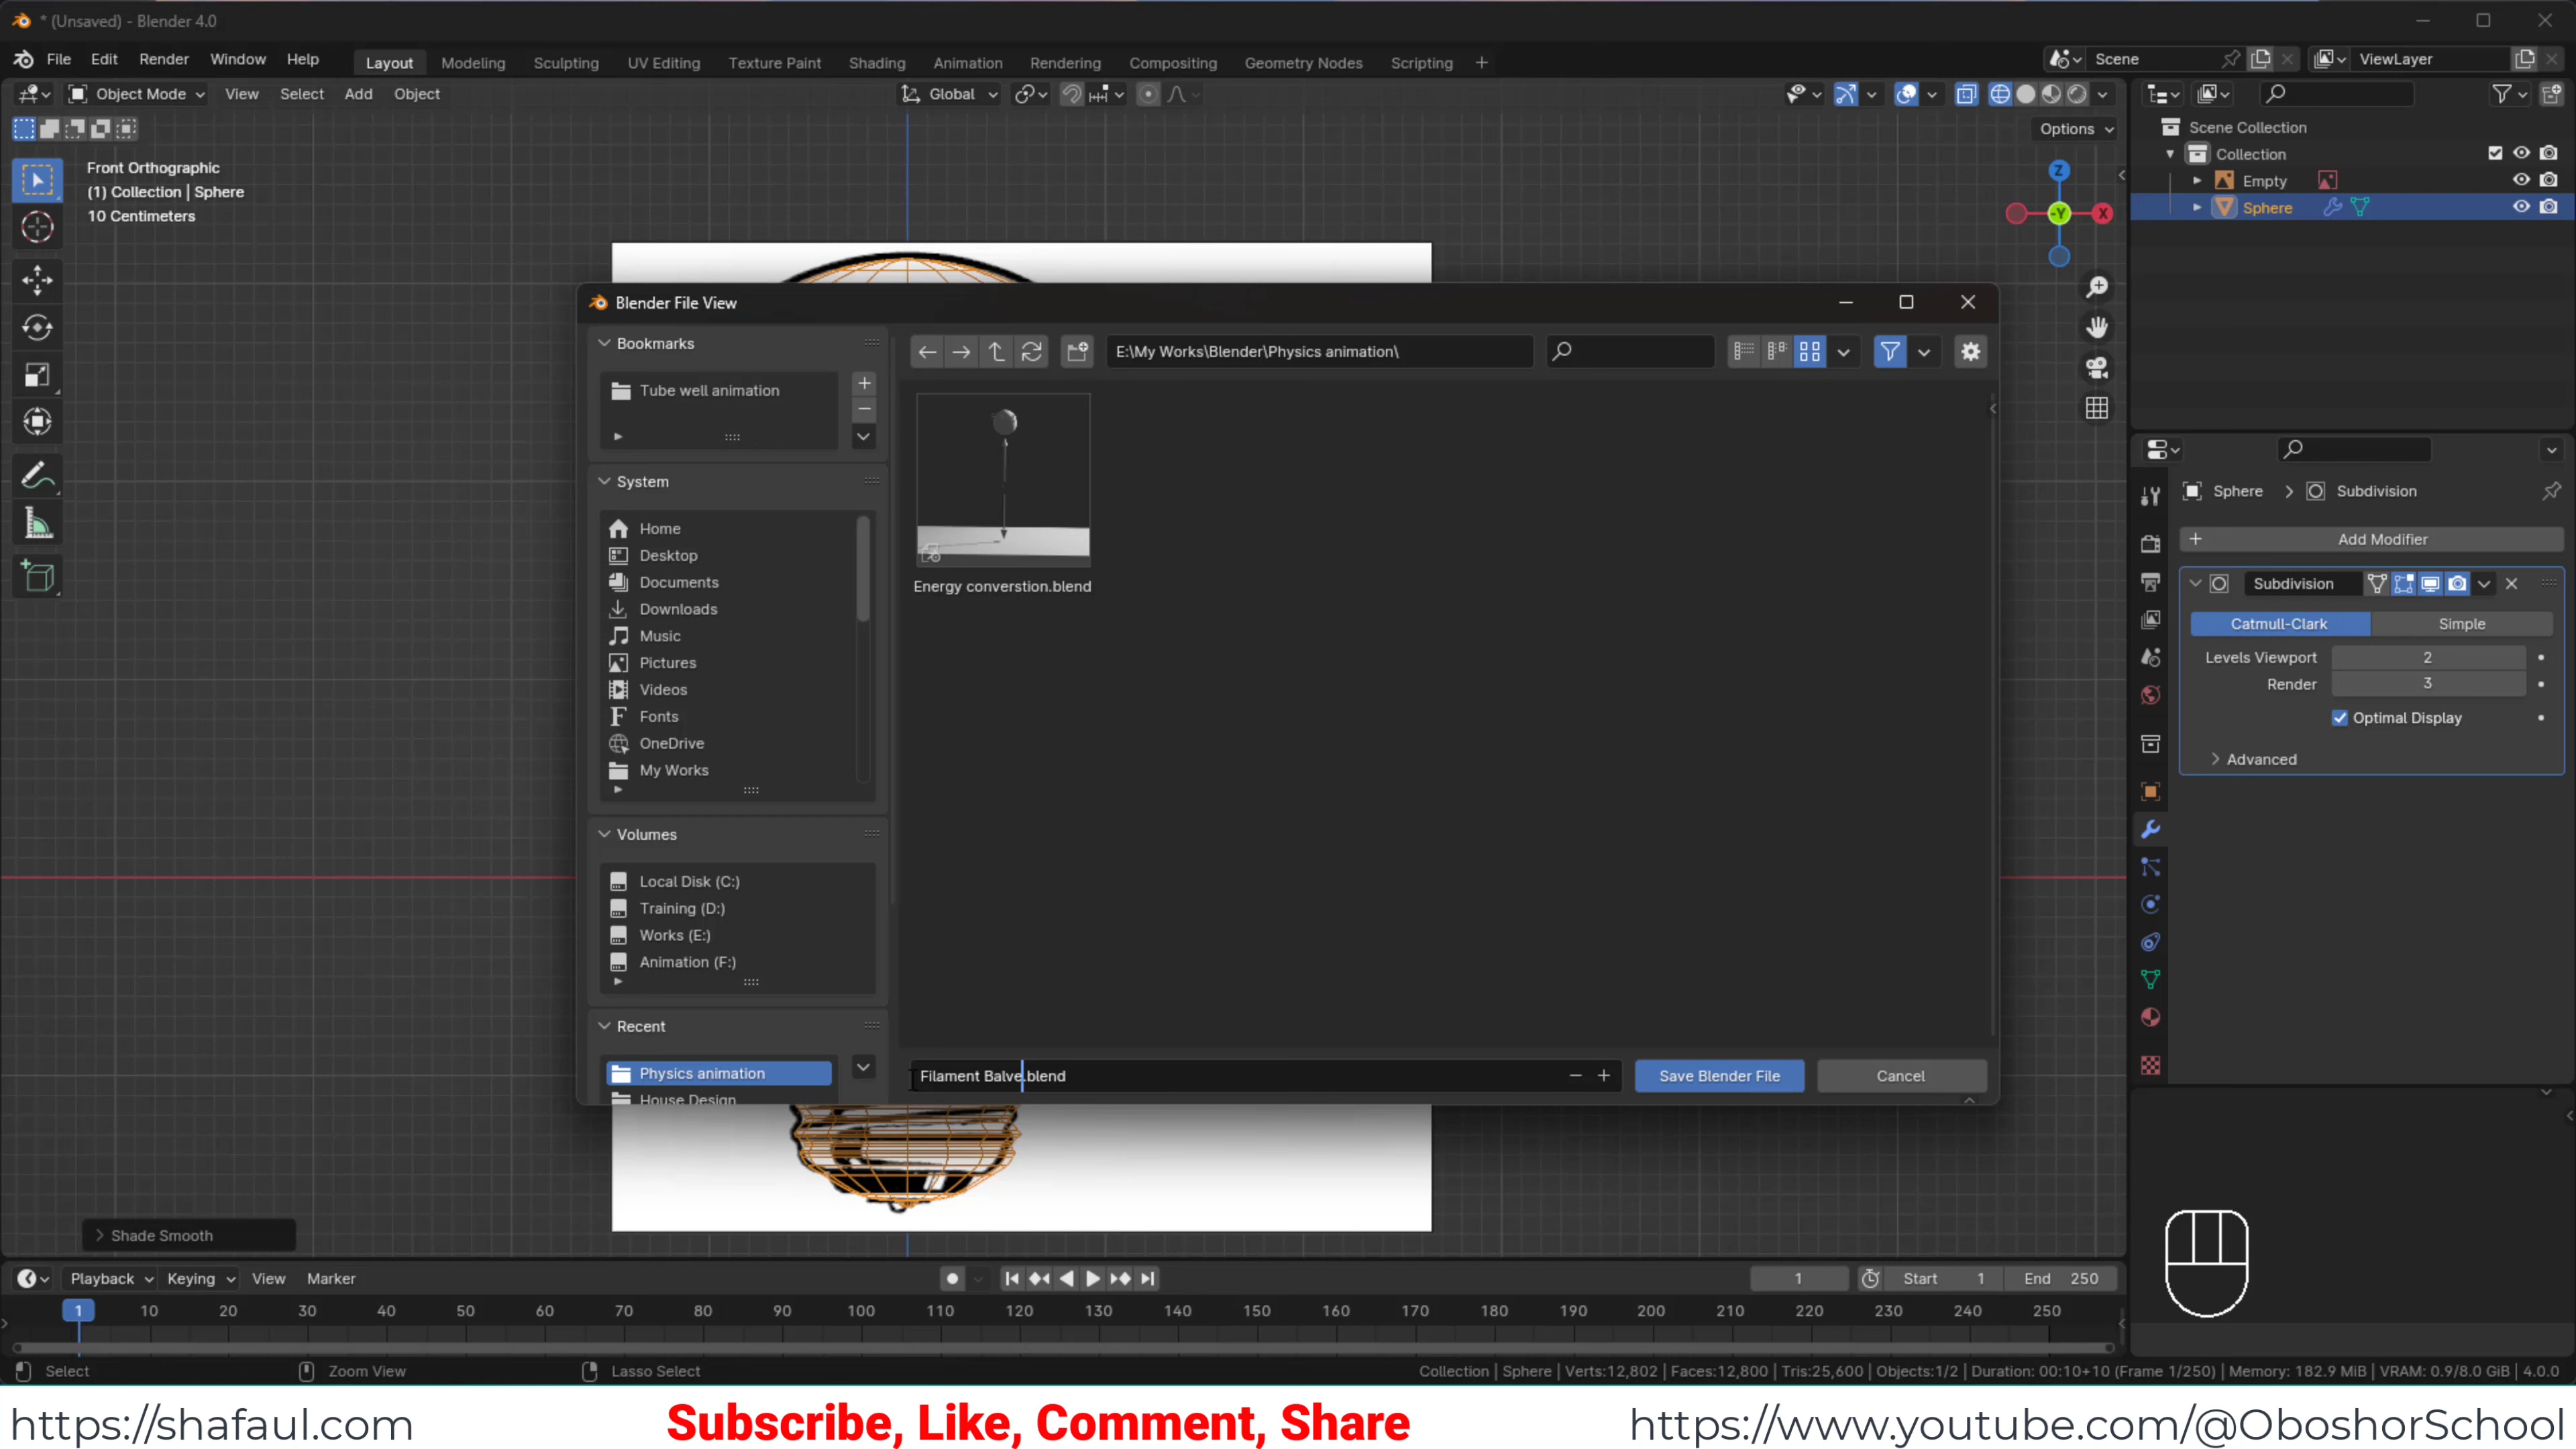 * (Unsaved) - Blender 4.0
File Edit Render Window Help Layout Modeling Sculpting UV Editing Texture Paint Shading Animation Rendering Compositing Geometry Nodes Scripting + Scene ViewLayer
Object Mode View Select Add Object Global
Options
Front Orthographic
(1) Collection | Sphere
10 Centimeters
Z
-Y
X
Scene Collection
Collection
Empty
Sphere
Blender File View
Bookmarks
Tube well animation
System
Home
Desktop
Documents
Downloads
Music
Pictures
Videos
Fonts
OneDrive
My Works
Volumes
Local Disk (C:)
Training (D:)
Works (E:)
Animation (F:)
Recent
Physics animation
House Design
E:\My Works\Blender\Physics animation\
Energy converstion.blend
Filament Balve.blend
Save Blender File
Cancel
Sphere > Subdivision
Add Modifier
Subdivision
Catmull-Clark Simple
Levels Viewport 2
Render 3
Optimal Display
Advanced
Shade Smooth
Playback Keying View Marker 1 Start 1 End 250
1 10 20 30 40 50 60 70 80 90 100 110 120 130 140 150 160 170 180 190 200 210 220 230 240 250
Select Zoom View Lasso Select Collection | Sphere | Verts:12,802 | Faces:12,800 | Tris:25,600 | Objects:1/2 | Duration: 00:10+10 (Frame 1/250) | Memory: 182.9 MiB | VRAM: 0.9/8.0 GiB | 4.0.0
https://shafaul.com
Subscribe, Like, Comment, Share
https://www.youtube.com/@OboshorSchool